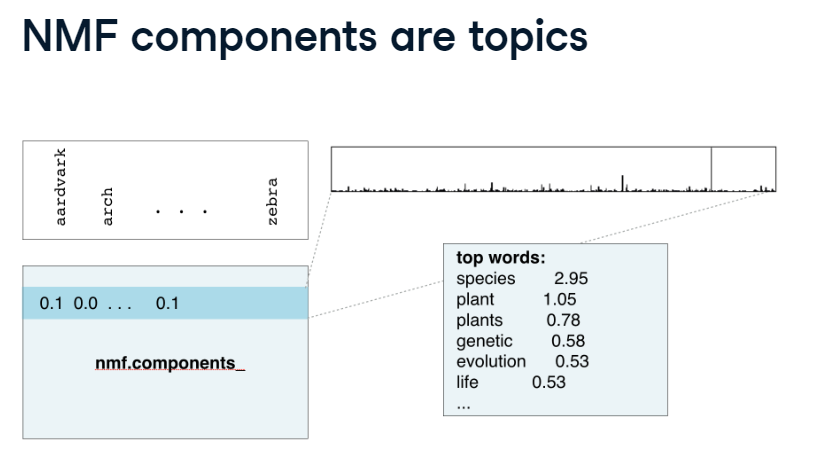 NMF components are topics
aardvark
arch
. . .
zebra
0.1 0.0 ... 0.1
nmf.components_
top words:
species 2.95
plant 1.05
plants 0.78
genetic 0.58
evolution 0.53
life 0.53
...